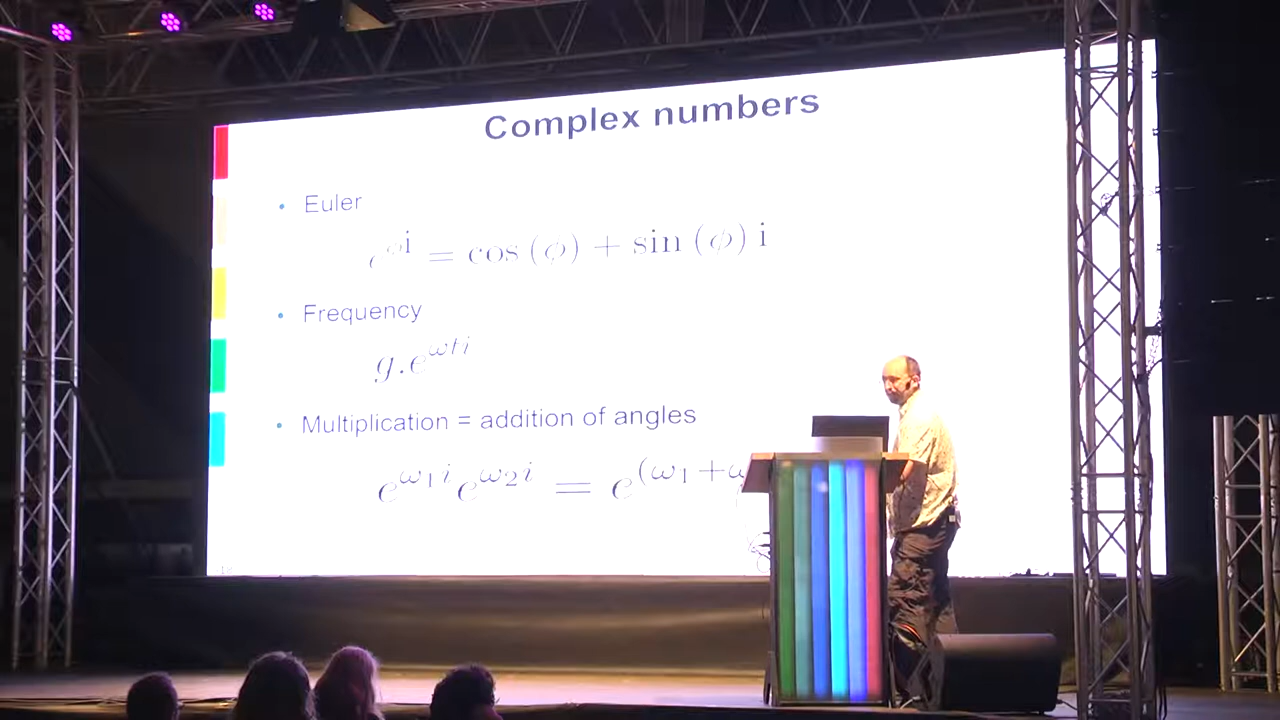 Complex numbers
• Euler
e^{φi} = cos (φ) + sin (φ) i
• Frequency
g.e^{ωti}
• Multiplication = addition of angles
e^{ω₁i}e^{ω₂i} = e^{(ω₁+ω